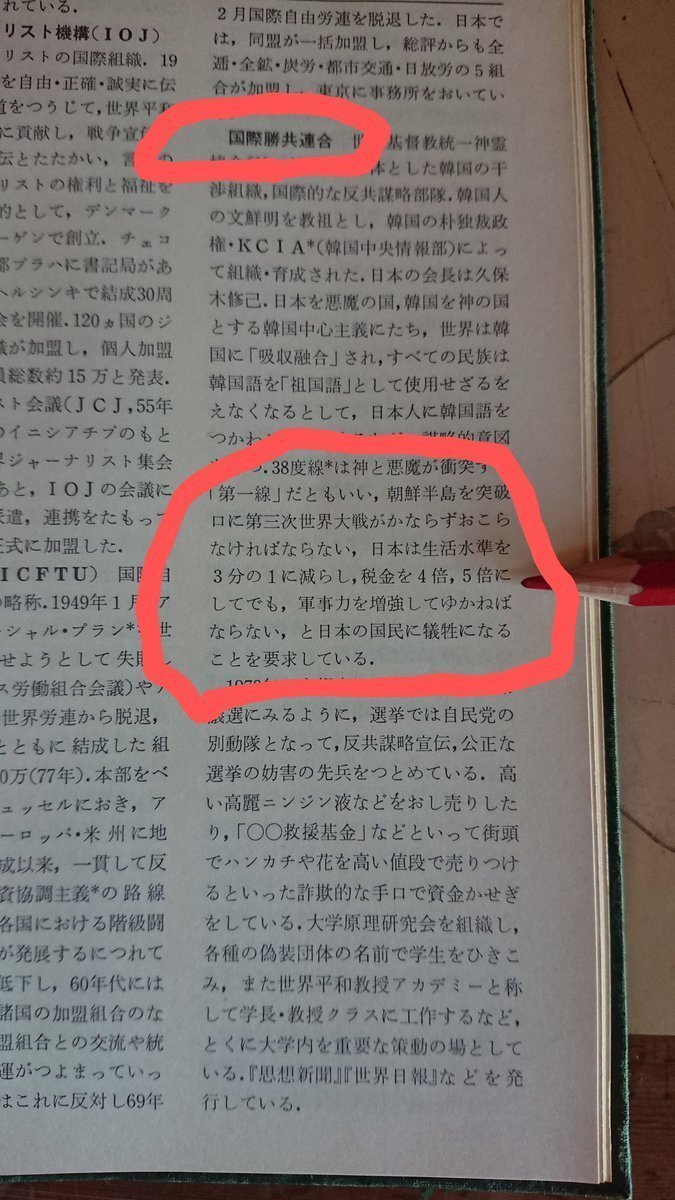 れている.
リスト機構(IOJ)
リストの国際組織. 19
を自由・正確・誠実に伝
道をつうじて, 世界平和
に貢献し, 戦争宣
伝とたたかい, 言 の
リストの権利と福祉を
的として, デンマーク
ーゲンで創立. チェコ
部プラハに書記局があ
ヘルシンキで結成30周
会を開催. 120ヵ国のジ
織が加盟し, 個人加盟
員総数約15万と発表.
スト会議(JCJ, 55年
のイニシアチブのもと
界ジャーナリスト集会
あと, IOJの会議に
派遣, 連携をたもって
正式に加盟した.
ICFTU) 国際自
の略称. 1949年1月 ア
ーシャル・プラン* 世
せようとして失敗し
ス労働組合会議)やア
世界労連から脱退,
とともに結成した組
0万(77年). 本部をベ
ュッセルにおき, ア
ーロッパ・米州に地
成以来, 一貫して反
資協調主義*の路線
各国における階級闘
が発展するにつれて
低下し, 60年代には
諸国の加盟組合のな
盟組合との交流や統
運がつよまっていっ
はこれに反対し69年
2月国際自由労連を脱退した. 日本で
は, 同盟が一括加盟し, 総評からも全
逓・全鉱・炭労・都市交通・日放労の5組
合が加盟し, 東京に事務所をおいてい
国際勝共連合 世 基督教統一神霊
体とした韓国の干
渉組織, 国際的な反共謀略部隊. 韓国人
の文鮮明を教祖とし, 韓国の朴独裁政
権・KCIA*(韓国中央情報部)によっ
て組織・育成された. 日本の会長は久保
木修己. 日本を悪魔の国, 韓国を神の国
とする韓国中心主義にたち, 世界は韓
国に「吸収融合」され, すべての民族は
韓国語を「祖国語」として使用せざるを
えなくなるとして, 日本人に韓国語を
つかわ 謀略的意図
. 38度線*は神と悪魔が衝突す
「第一線」だともいい, 朝鮮半島を突破
口に第三次世界大戦がかならずおこら
なければならない, 日本は生活水準を
3分の1に減らし, 税金を4倍, 5倍に
してでも, 軍事力を増強してゆかねば
ならない, と日本の国民に犠牲になる
ことを要求している.
議選にみるように, 選挙では自民党の
別動隊となって, 反共謀略宣伝, 公正な
選挙の妨害の先兵をつとめている. 高
い高麗ニンジン液などをおし売りした
り, 「〇〇救援基金」などといって街頭
でハンカチや花を高い値段で売りつけ
るといった詐欺的な手口で資金かせぎ
をしている. 大学原理研究会を組織し,
各種の偽装団体の名前で学生をひきこ
み, また世界平和教授アカデミーと称
して学長・教授クラスに工作するなど,
とくに大学内を重要な策動の場として
いる. 『思想新聞』『世界日報』などを発
行している.